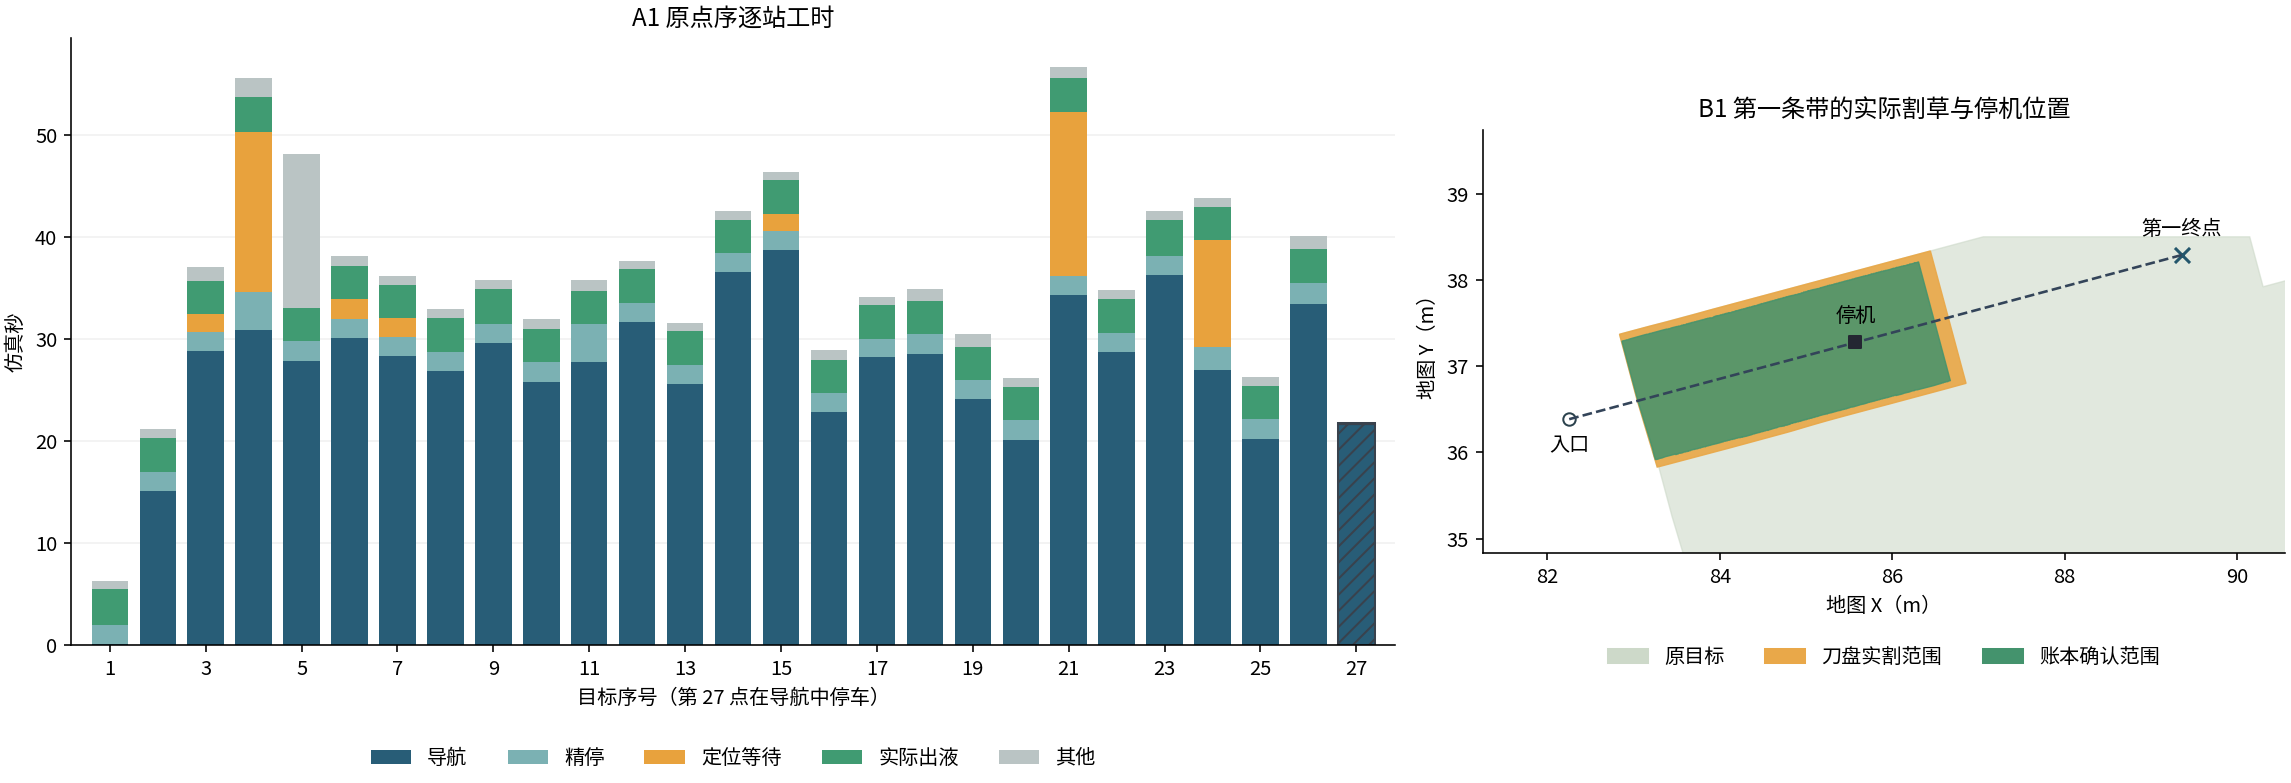 A1 原点序逐站工时
仿真秒
50
40
30
20
10
0
1 3 5 7 9 11 13 15 17 19 21 23 25 27
目标序号（第 27 点在导航中停车）
导航 精停 定位等待 实际出液 其他
B1 第一条带的实际割草与停机位置
地图 Y（m）
39
38
37
36
35
第一终点
停机
入口
82 84 86 88 90
地图 X（m）
原目标 刀盘实割范围 账本确认范围